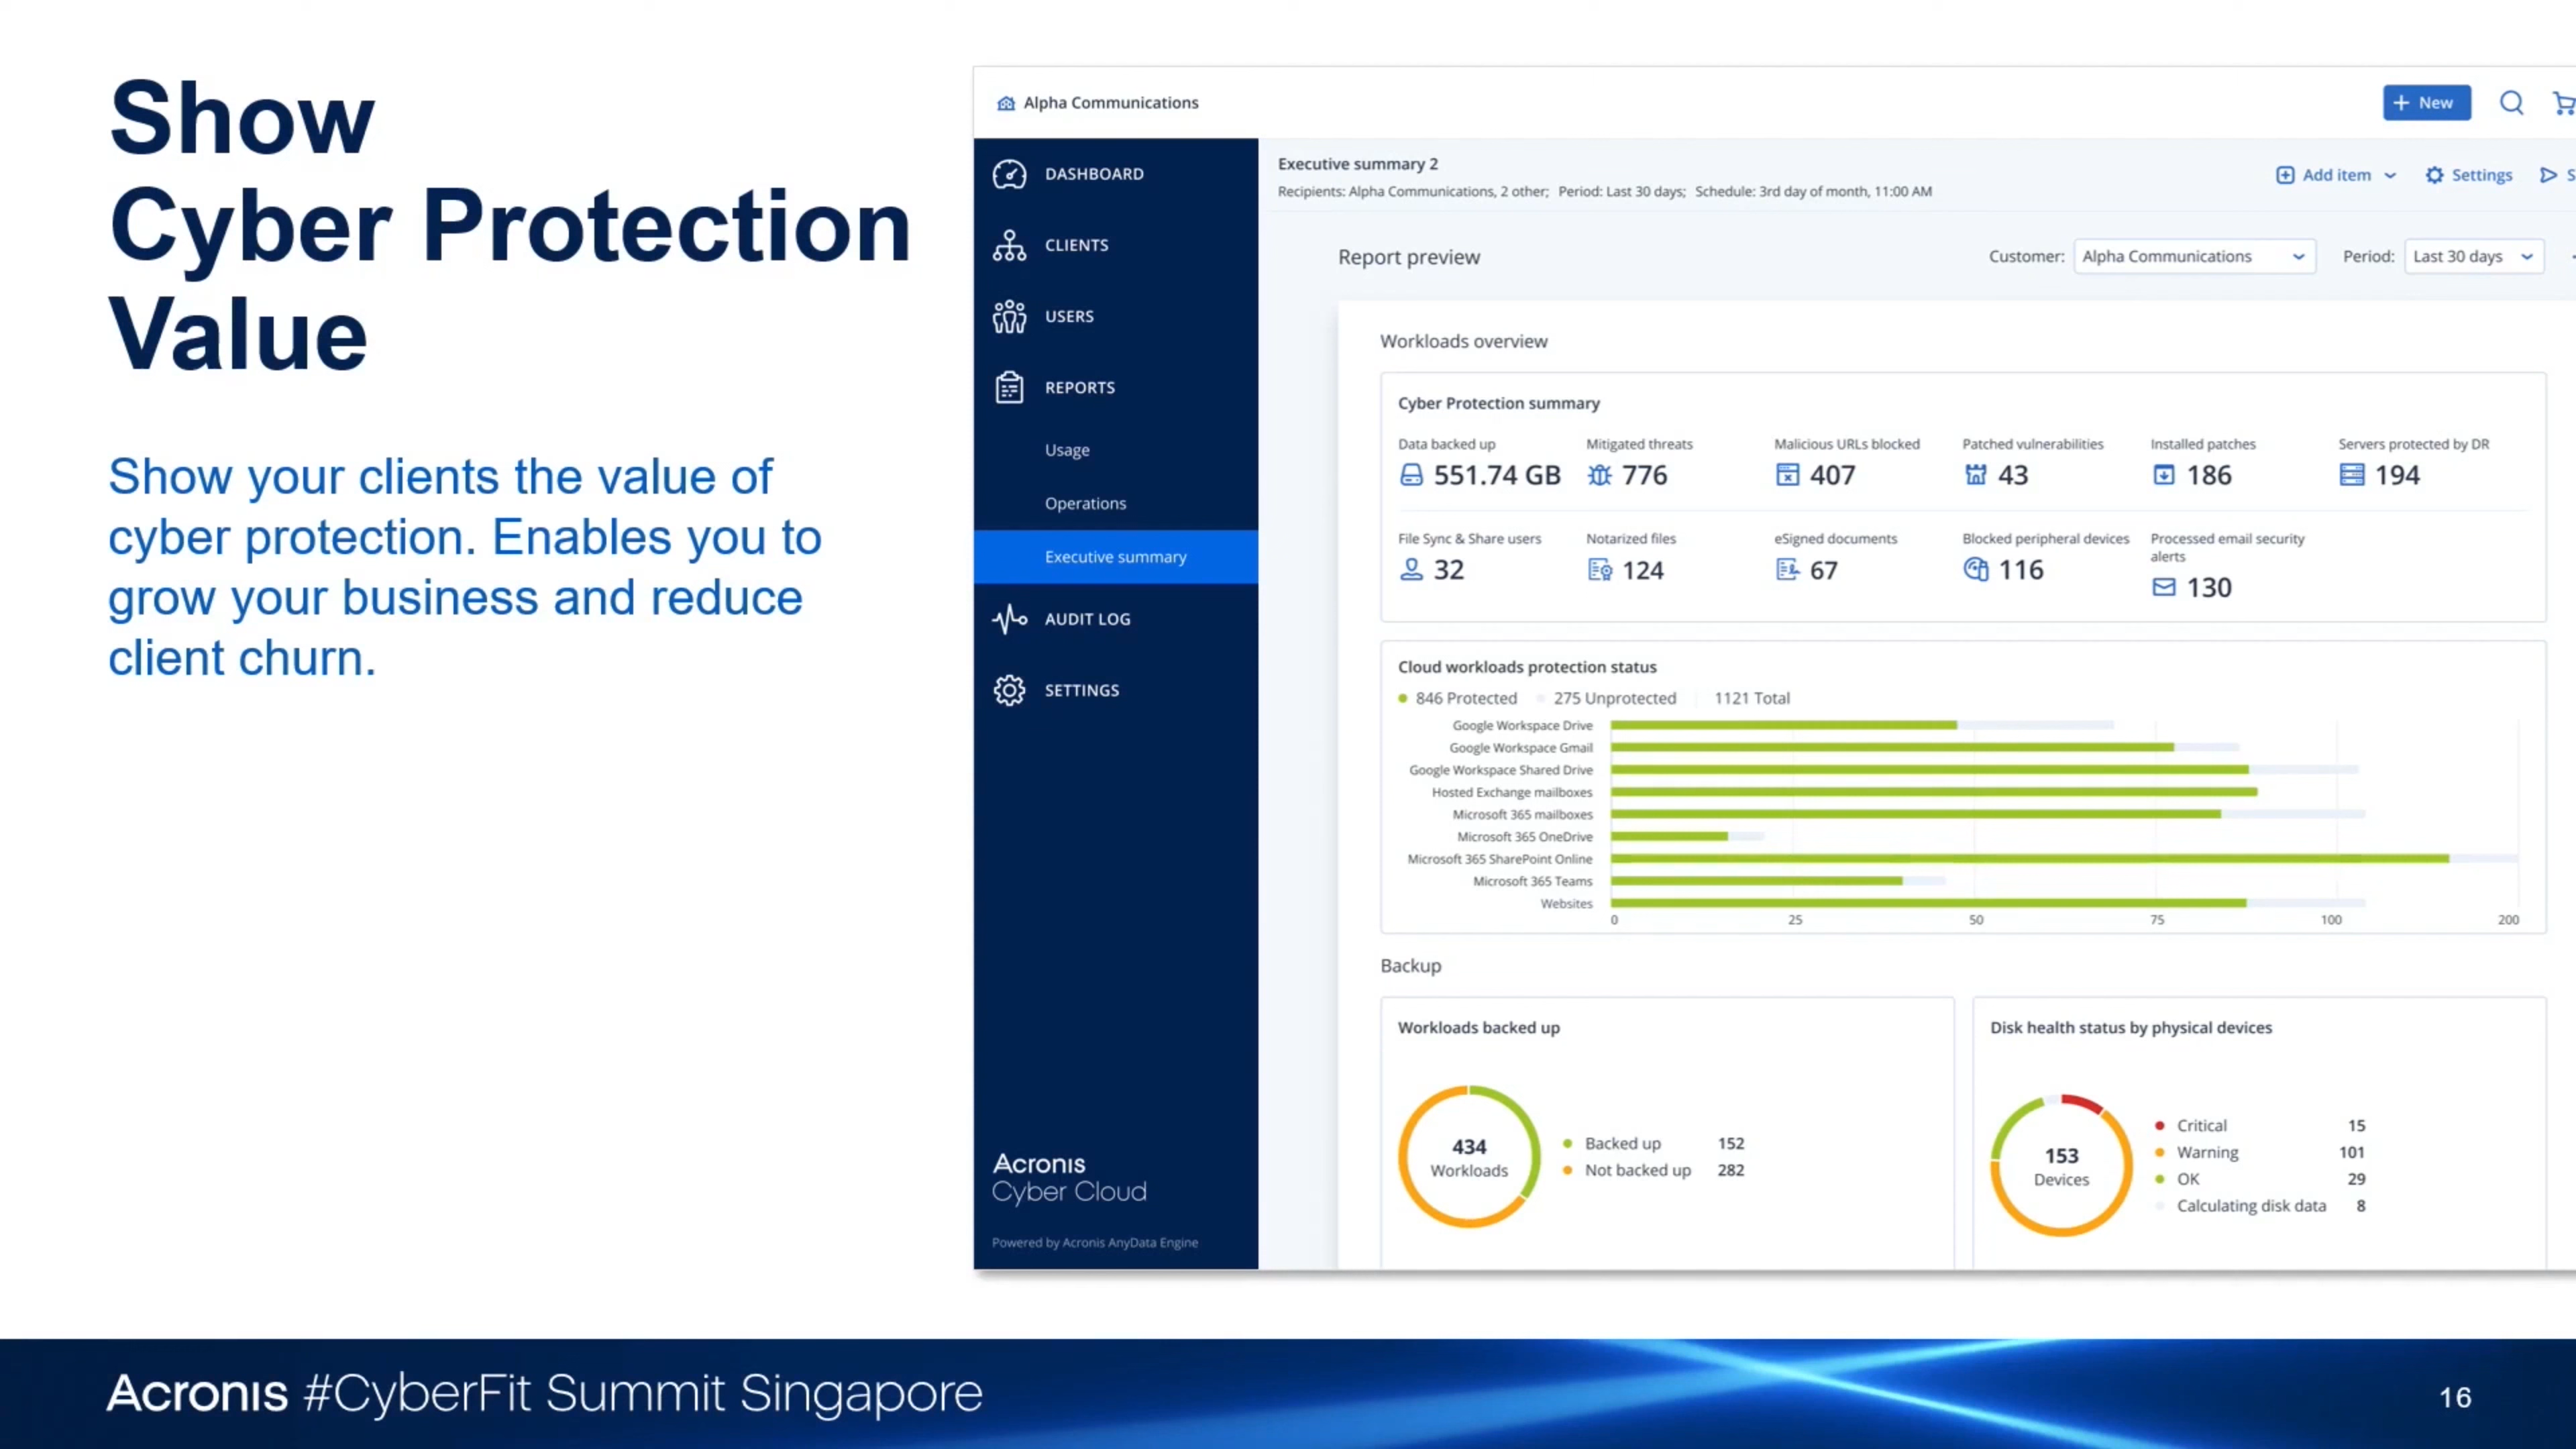 Show
Cyber Protection
Value
Show your clients the value of
cyber protection. Enables you to
grow your business and reduce
client churn.
Alpha Communications
+ New
DASHBOARD
CLIENTS
USERS
REPORTS
Usage
Operations
Executive summary
AUDIT LOG
SETTINGS
Acronis
Cyber Cloud
Powered by Acronis AnyData Engine
Executive summary 2
Recipients: Alpha Communications, 2 other; Period: Last 30 days; Schedule: 3rd day of month, 11:00 AM
Add item
Settings
S
Report preview
Customer: Alpha Communications
Period: Last 30 days
Workloads overview
Cyber Protection summary
Data backed up
551.74 GB
Mitigated threats
776
Malicious URLs blocked
407
Patched vulnerabilities
43
Installed patches
186
Servers protected by DR
194
File Sync & Share users
32
Notarized files
124
eSigned documents
67
Blocked peripheral devices
116
Processed email security
alerts
130
Cloud workloads protection status
846 Protected 275 Unprotected 1121 Total
Google Workspace Drive
Google Workspace Gmail
Google Workspace Shared Drive
Hosted Exchange mailboxes
Microsoft 365 mailboxes
Microsoft 365 OneDrive
Microsoft 365 SharePoint Online
Microsoft 365 Teams
Websites
0 25 50 75 100 200
Backup
Workloads backed up
434
Workloads
Backed up 152
Not backed up 282
Disk health status by physical devices
153
Devices
Critical 15
Warning 101
OK 29
Calculating disk data 8
Acronis #CyberFit Summit Singapore
16